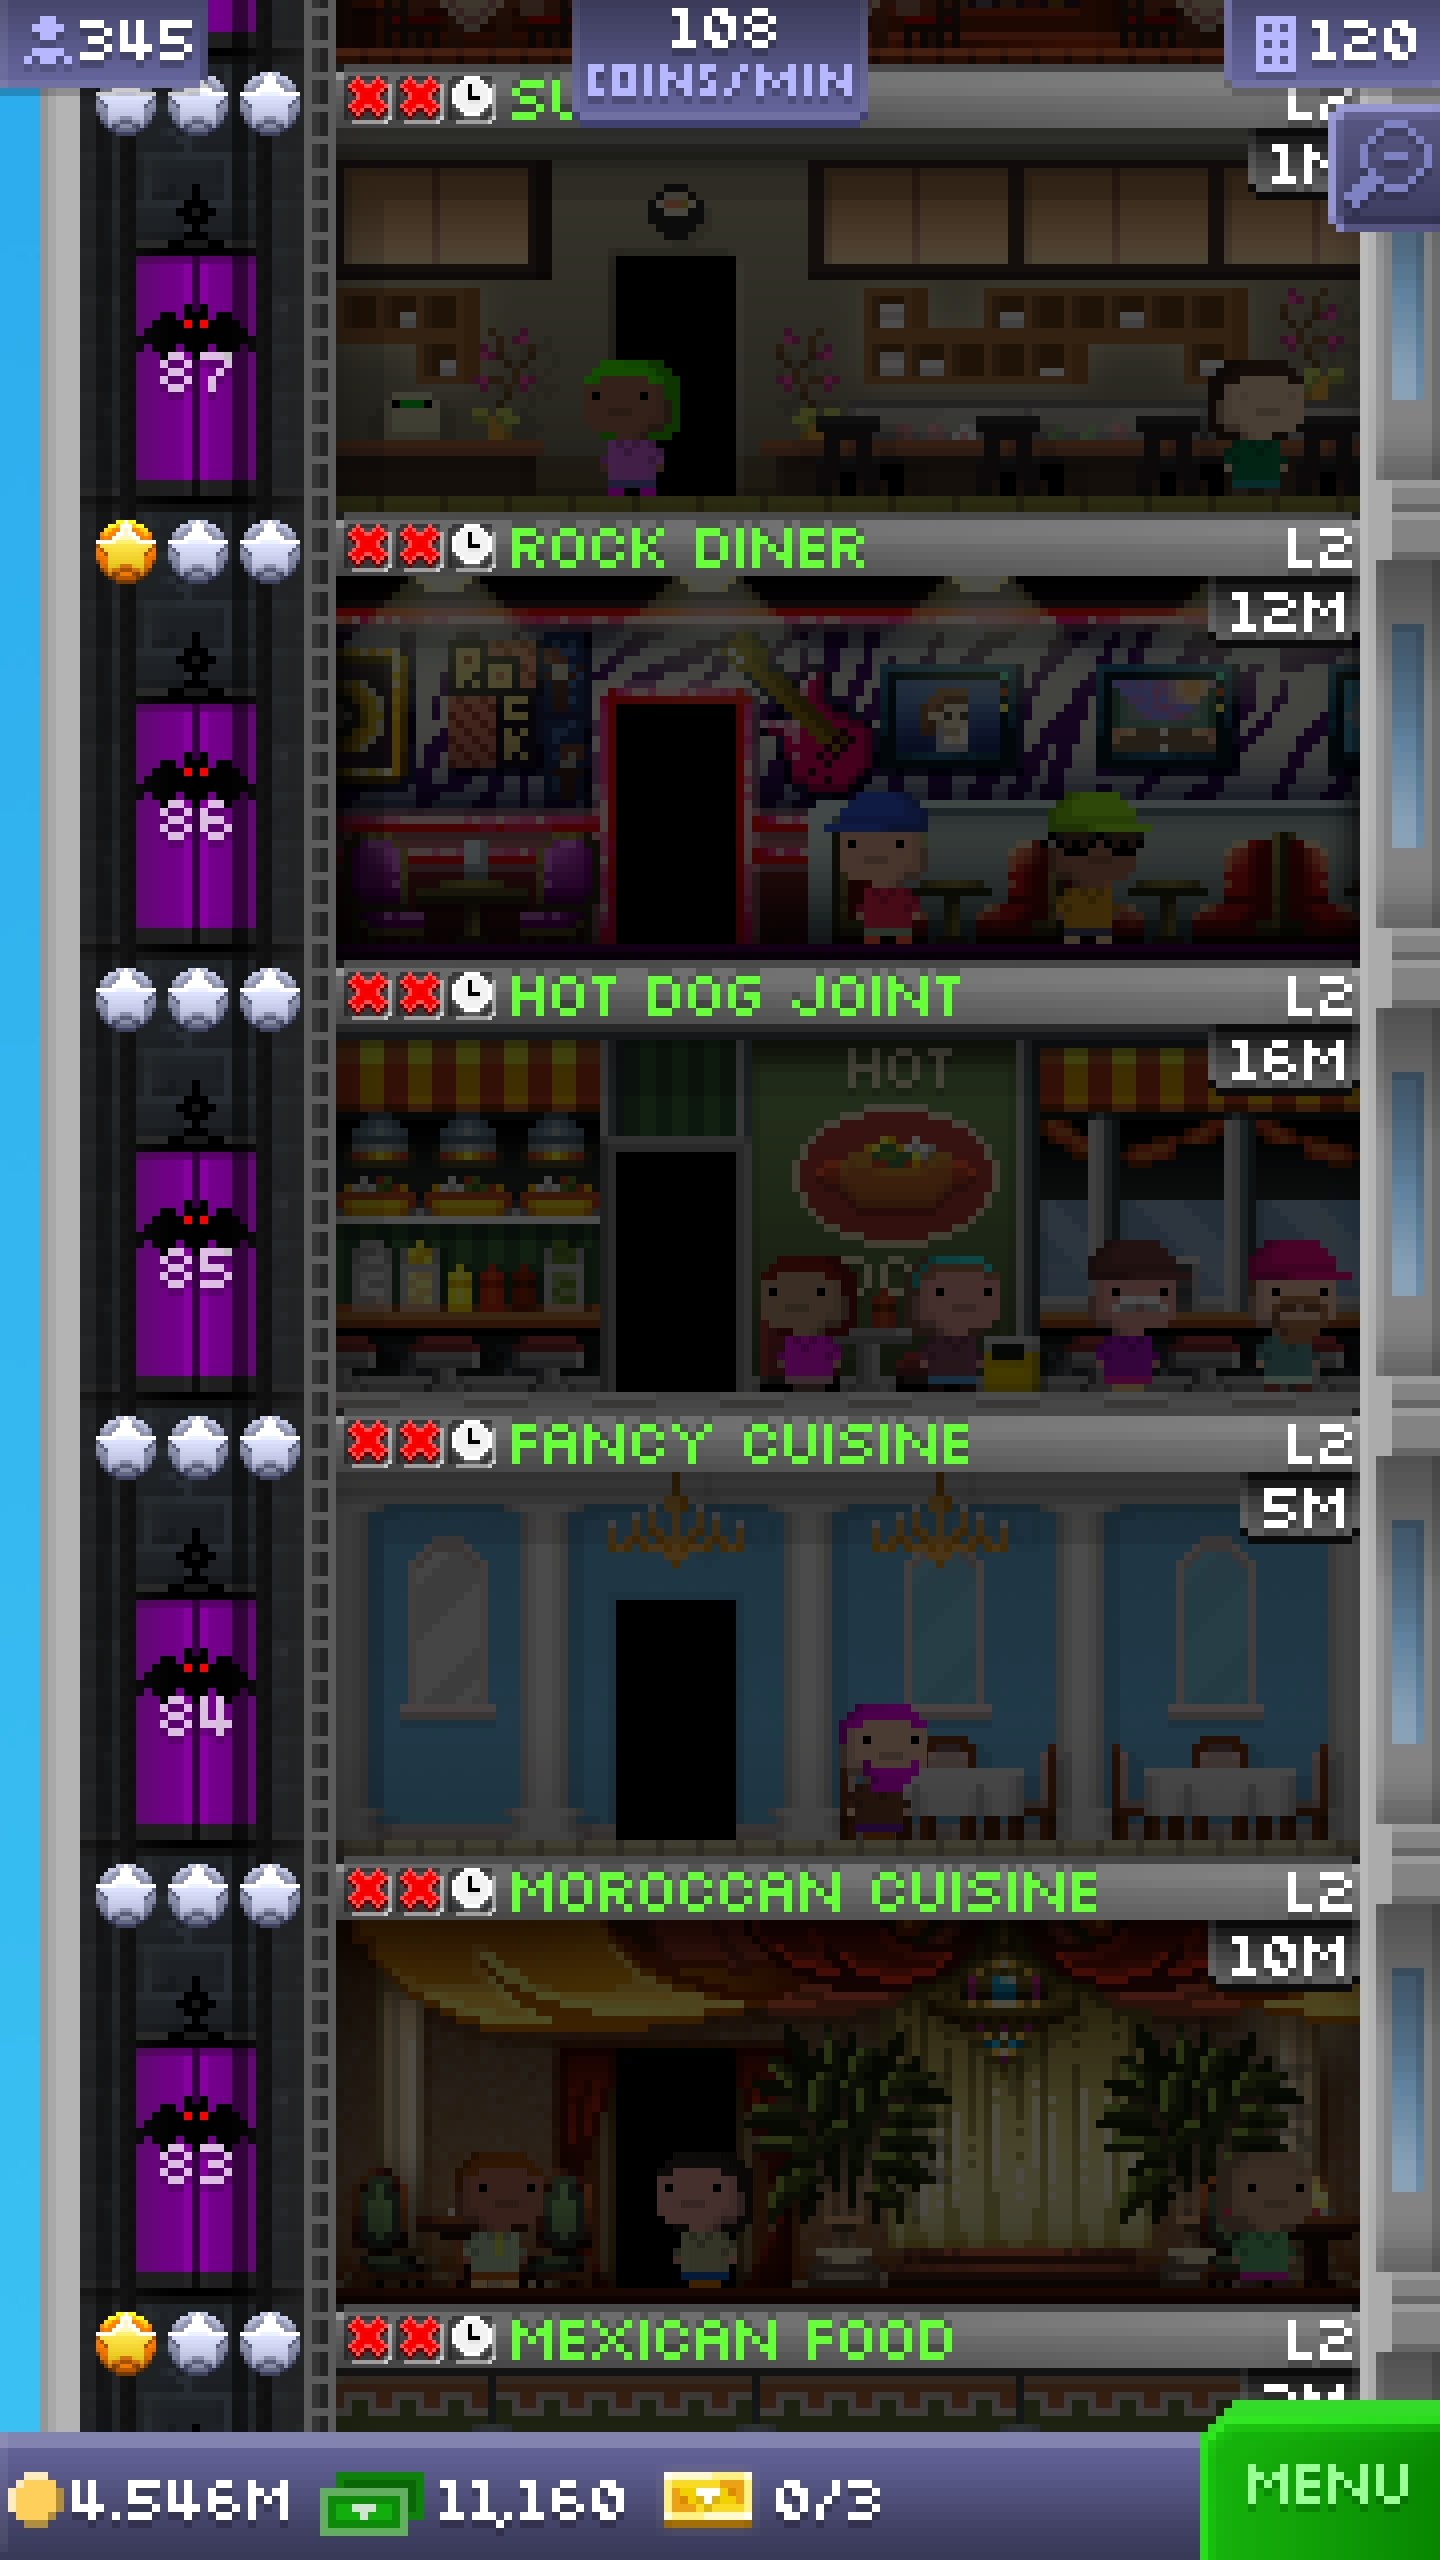 345
108
COINS/MIN
120
L2
87
ROCK DINER L2
12M
ROCK
86
HOT DOG JOINT L2
16M
HOT
85
FANCY CUISINE L2
5M
84
MOROCCAN CUISINE L2
10M
83
MEXICAN FOOD L2
4.546M 11,160 0/3
MENU